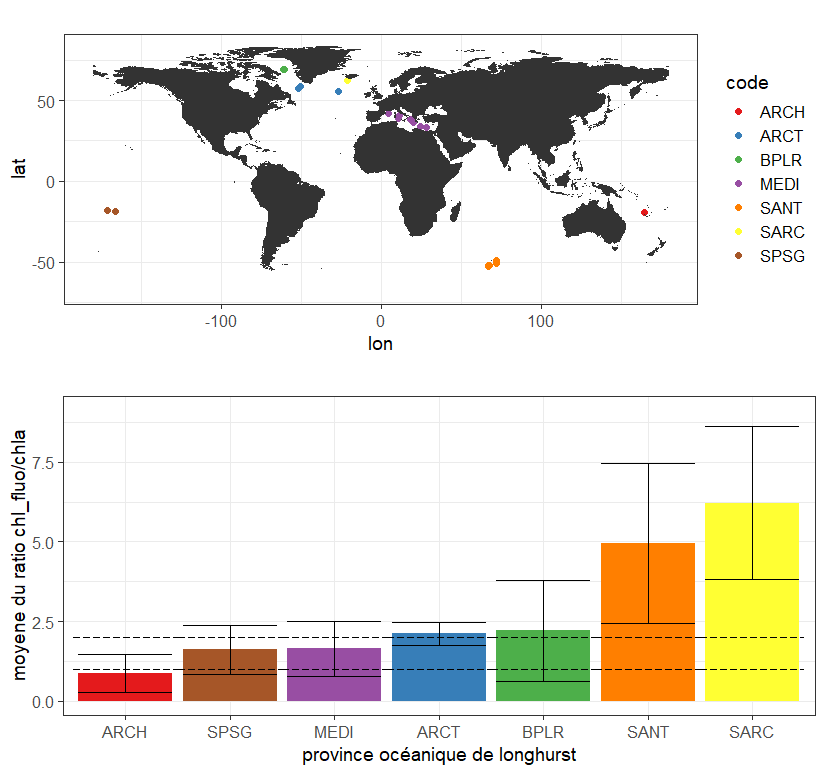 code
ARCH
ARCT
BPLR
MEDI
SANT
SARC
SPSG
lat
50
0
-50
-100 0 100
lon
moyene du ratio chl_fluo/chla
7.5
5.0
2.5
0.0
ARCH SPSG MEDI ARCT BPLR SANT SARC
province océanique de longhurst